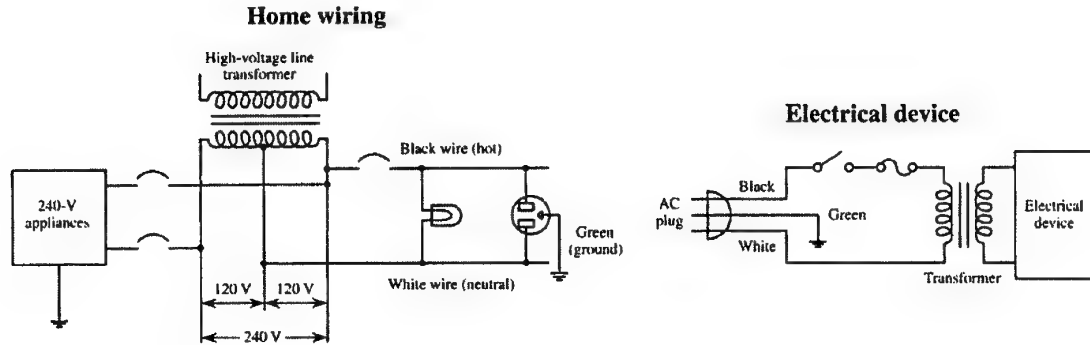 Home wiring
High-voltage line
transformer
Black wire (hot)
240-V
appliances
Green
(ground)
White wire (neutral)
120 V
120 V
240 V
Electrical device
Black
AC
plug
Green
White
Transformer
Electrical
device